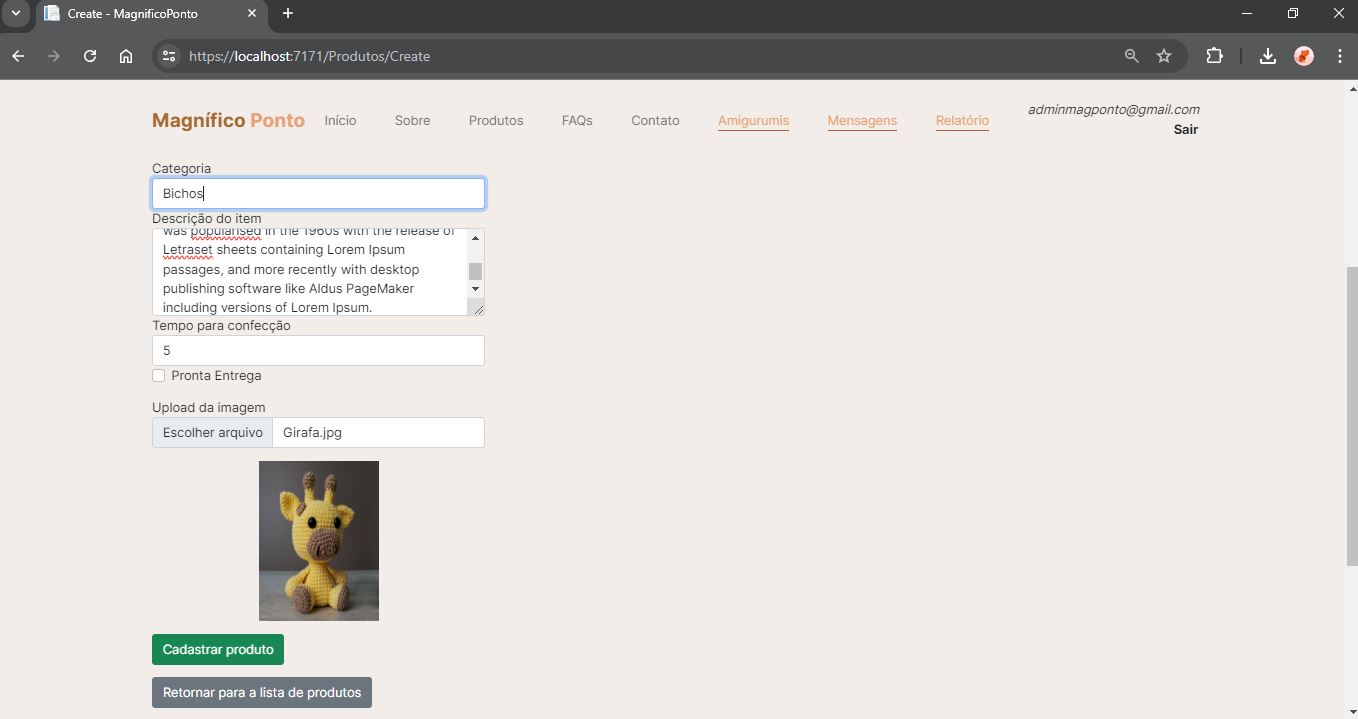 Create - MagnificoPonto
https://localhost:7171/Produtos/Create
Magnífico Ponto Início Sobre Produtos FAQs Contato Amigurumis Mensagens Relatório adminmagponto@gmail.com
Sair
Categoria
Bichos
Descrição do item
was popularised in the 1960s with the release of
Letraset sheets containing Lorem Ipsum
passages, and more recently with desktop
publishing software like Aldus PageMaker
including versions of Lorem Ipsum.
Tempo para confecção
5
Pronta Entrega
Upload da imagem
Escolher arquivo Girafa.jpg
Cadastrar produto
Retornar para a lista de produtos